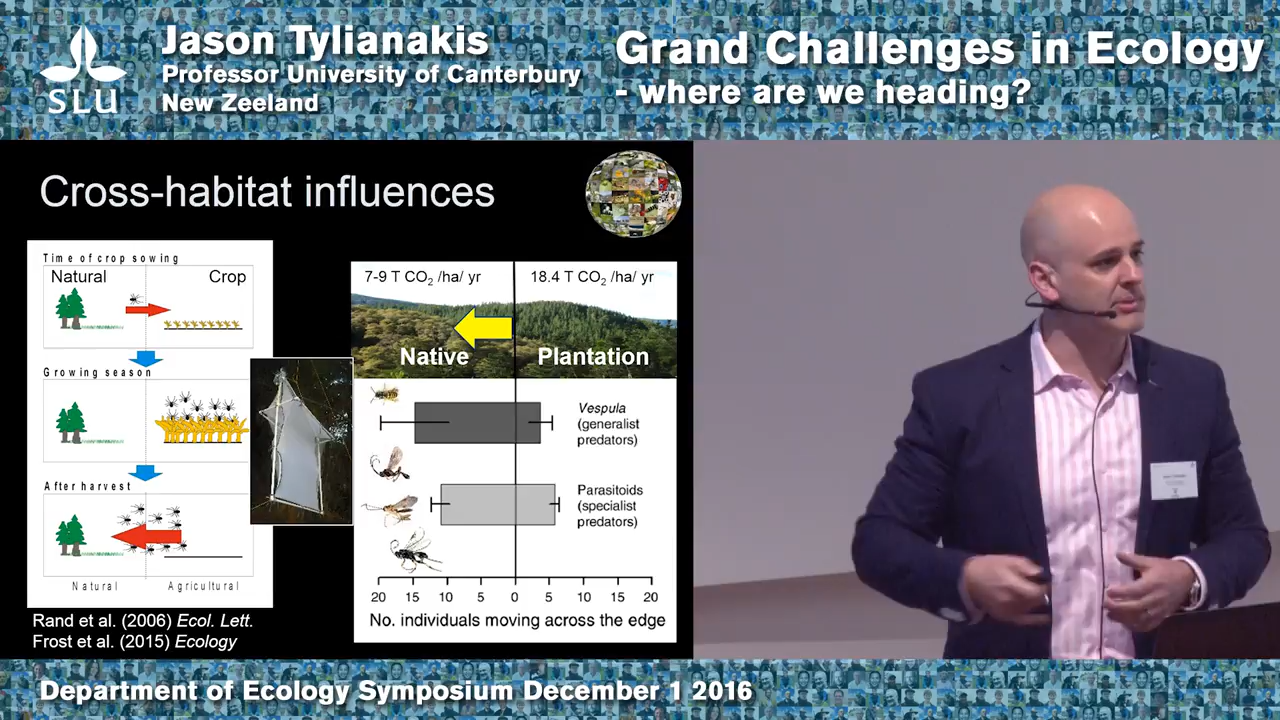 SLU
Jason Tylianakis
Professor University of Canterbury
New Zeeland
Grand Challenges in Ecology
- where are we heading?
Cross-habitat influences
Time of crop sowing
Natural
Crop
Growing season
After harvest
Natural
Agricultural
Rand et al. (2006) Ecol. Lett.
Frost et al. (2015) Ecology
7-9 T CO₂ /ha/ yr
18.4 T CO₂ /ha/ yr
Native
Plantation
Vespula
(generalist
predators)
Parasitoids
(specialist
predators)
20 15 10 5 0 5 10 15 20
No. individuals moving across the edge
Department of Ecology Symposium December 1 2016